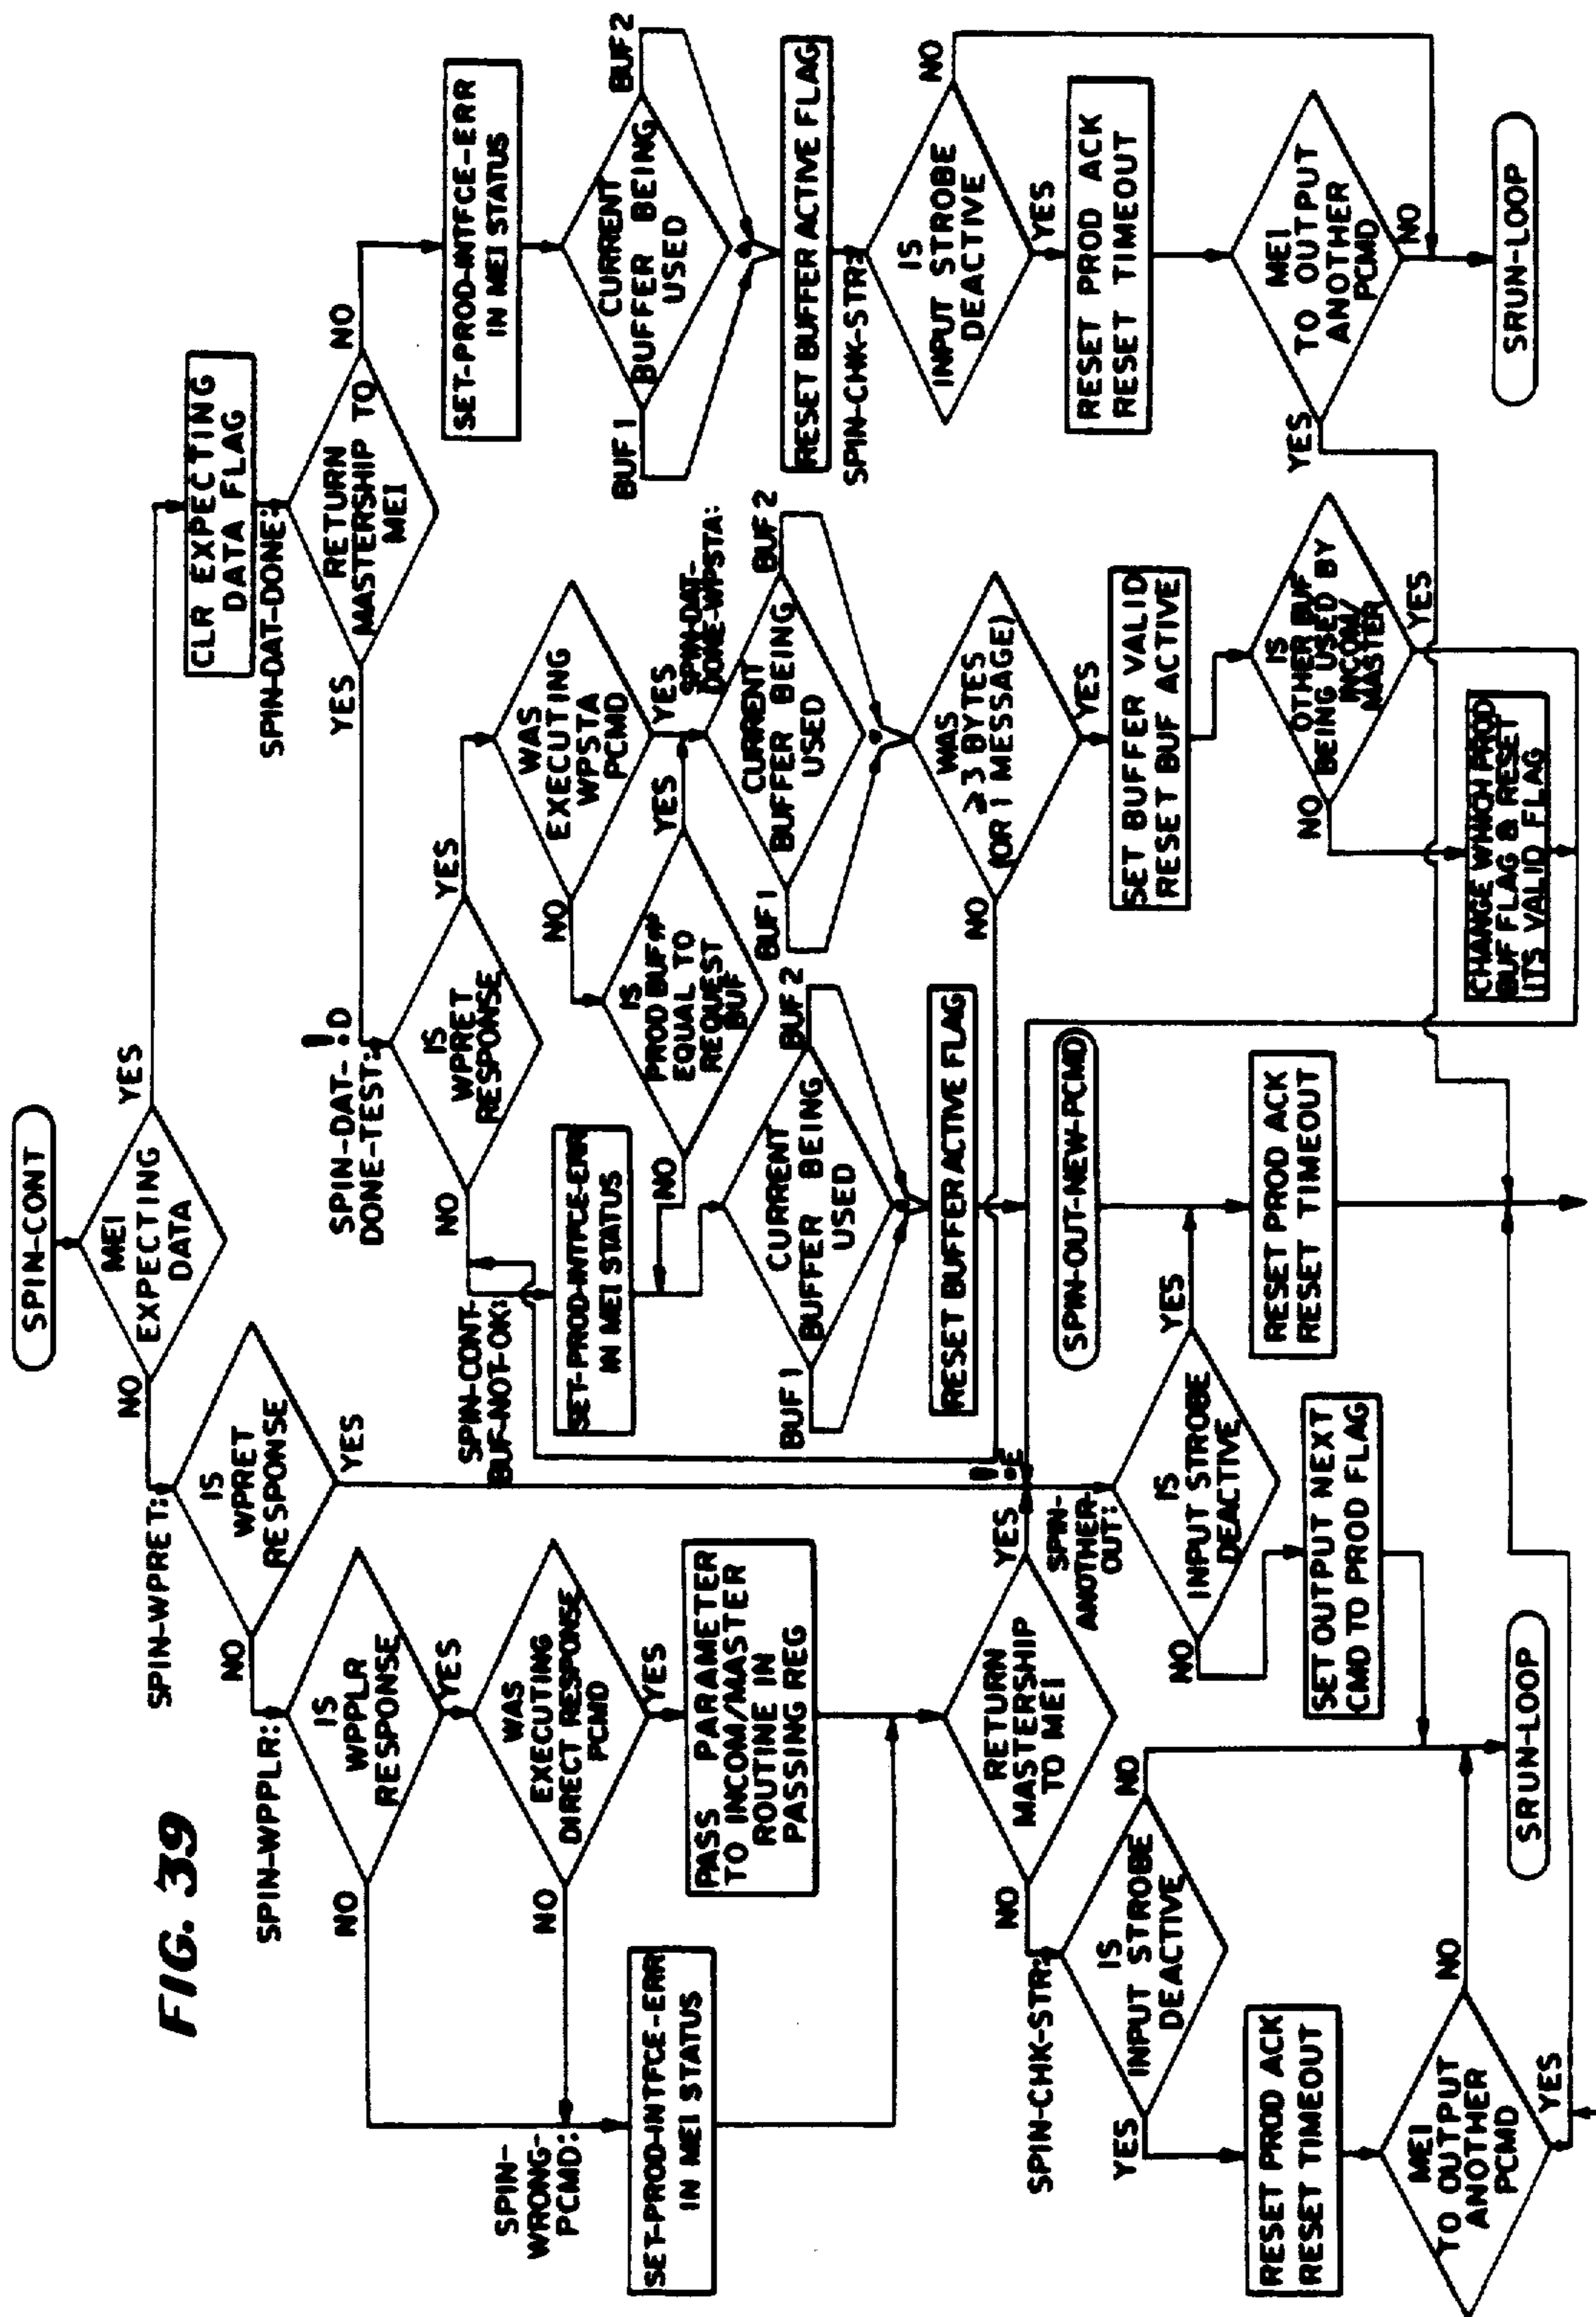 FIG. 39
SPIN-CONT
MEI
EXPECTING
DATA
NO
YES
SPIN-WPRET:
IS
WPRET
RESPONSE
NO
YES
SPIN-WPPLR:
IS
WPPLR
RESPONSE
NO
YES
WAS
EXECUTING
DIRECT RESPONSE
PCMD
NO
YES
SPIN-
WRONG-
PCMD:
SET-PROD-INTFCE-ERR
IN MEI STATUS
PASS PARAMETER
TO INCOM/MASTER
ROUTINE IN
PASSING REG
RETURN
MASTERSHIP
TO MEI
NO
YES
SPIN-CHK-STR:
IS
INPUT STROBE
DEACTIVE
NO
YES
RESET PROD ACK
RESET TIMEOUT
MEI
TO OUTPUT
ANOTHER
PCMD
NO
YES
SRUN-LOOP
CLR EXPECTING
DATA FLAG
SPIN-DAT-DONE:
RETURN
MASTERSHIP TO
MEI
YES
NO
!.D
SPIN-DAT-
DONE-TEST:
IS
WPRET
RESPONSE
NO
YES
WAS
EXECUTING
WPSTA
PCMD
NO
YES
IS
PROD BUF#
EQUAL TO
REQUEST
BUF
NO
YES
SPIN-CONT-
BUF-NOT-OK:
SET-PROD-INTFCE-ERR
IN MEI STATUS
CURRENT
BUFFER BEING
USED
BUF 1
BUF 2
RESET BUFFER ACTIVE FLAG
SPIN-DAT-
DONE-WPSTA:
CURRENT
BUFFER BEING
USED
BUF 1
BUF 2
WAS
≥3 BYTES
(OR 1 MESSAGE)
NO
YES
SET BUFFER VALID
RESET BUF ACTIVE
IS
OTHER BUF
BEING USED BY
INCOM/
MASTER
NO
YES
CHANGE WHICH PROD
BUF FLAG & RESET
ITS VALID FLAG
!.E
SPIN-
ANOTHER-
OUT:
IS
INPUT STROBE
DEACTIVE
NO
YES
SET OUTPUT NEXT
CMD TO PROD FLAG
SPIN-OUT-NEW-PCMD
RESET PROD ACK
RESET TIMEOUT
SET-PROD-INTFCE-ERR
IN MEI STATUS
CURRENT
BUFFER BEING
USED
BUF 1
BUF 2
RESET BUFFER ACTIVE FLAG
SPIN-CHK-STR:
IS
INPUT STROBE
DEACTIVE
NO
YES
RESET PROD ACK
RESET TIMEOUT
MEI
TO OUTPUT
ANOTHER
PCMD
YES
NO
SRUN-LOOP